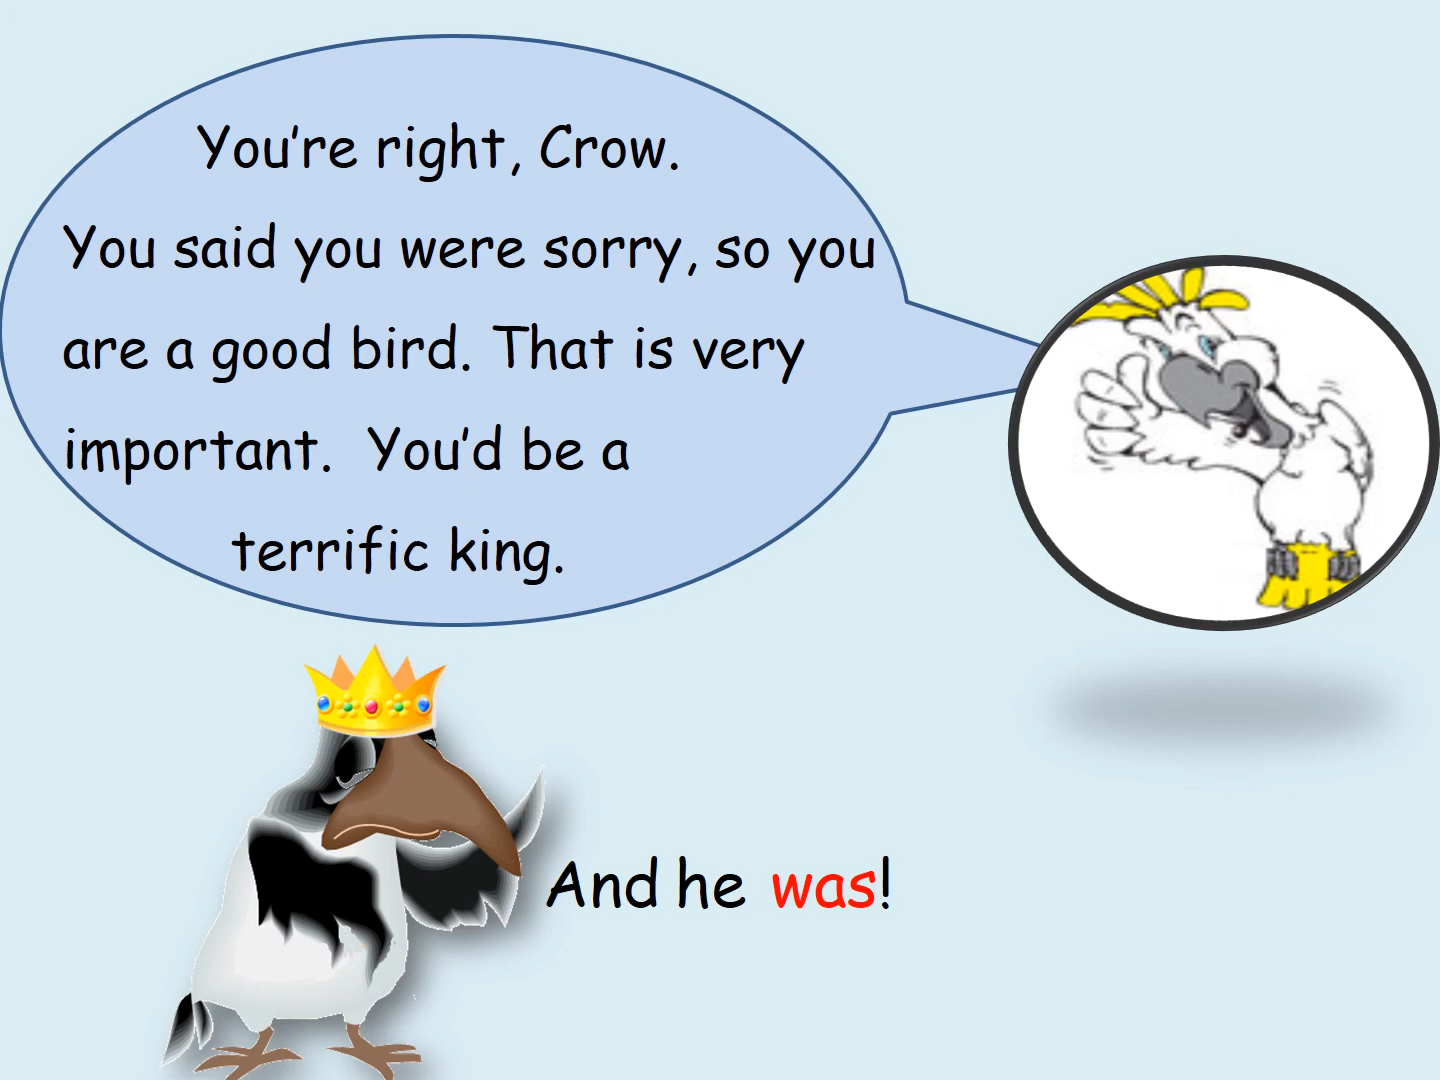 You’re right, Crow.
You said you were sorry, so you
are a good bird. That is very
important. You’d be a
terrific king.
And he was!